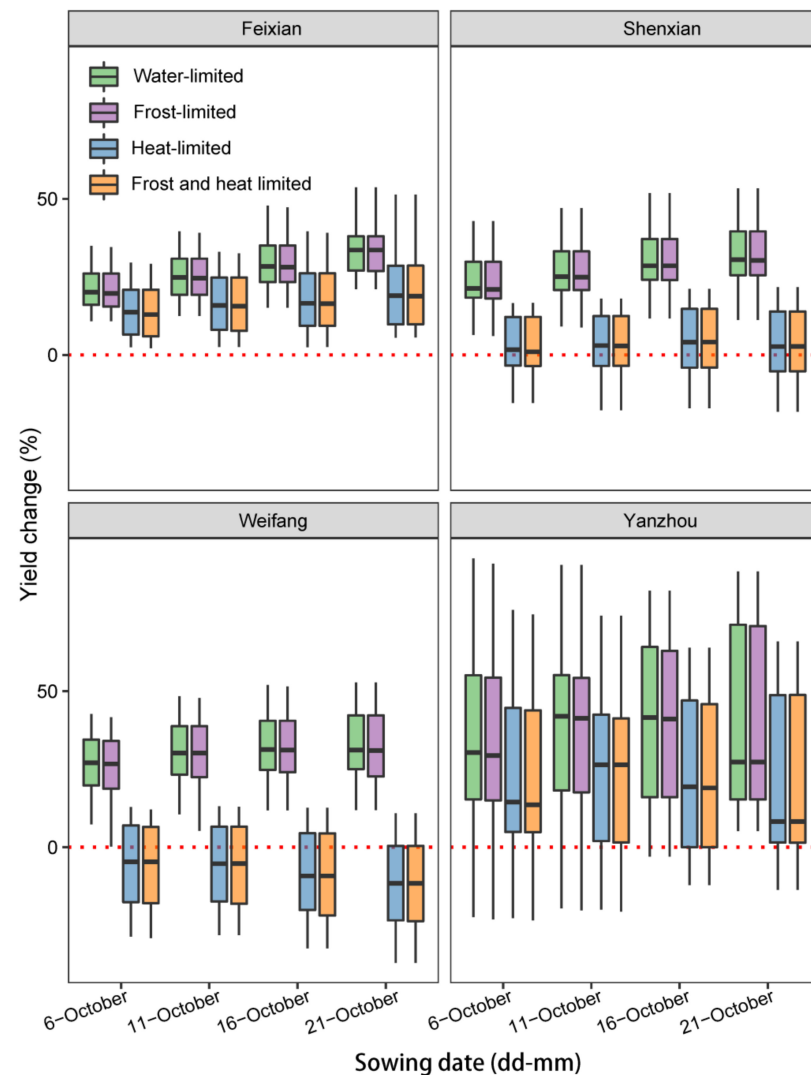 Feixian
Shenxian
Water-limited
Frost-limited
Heat-limited
Frost and heat limited
50
0
Yield change (%)
Weifang
Yanzhou
50
0
6-October
11-October
16-October
21-October
6-October
11-October
16-October
21-October
Sowing date (dd-mm)